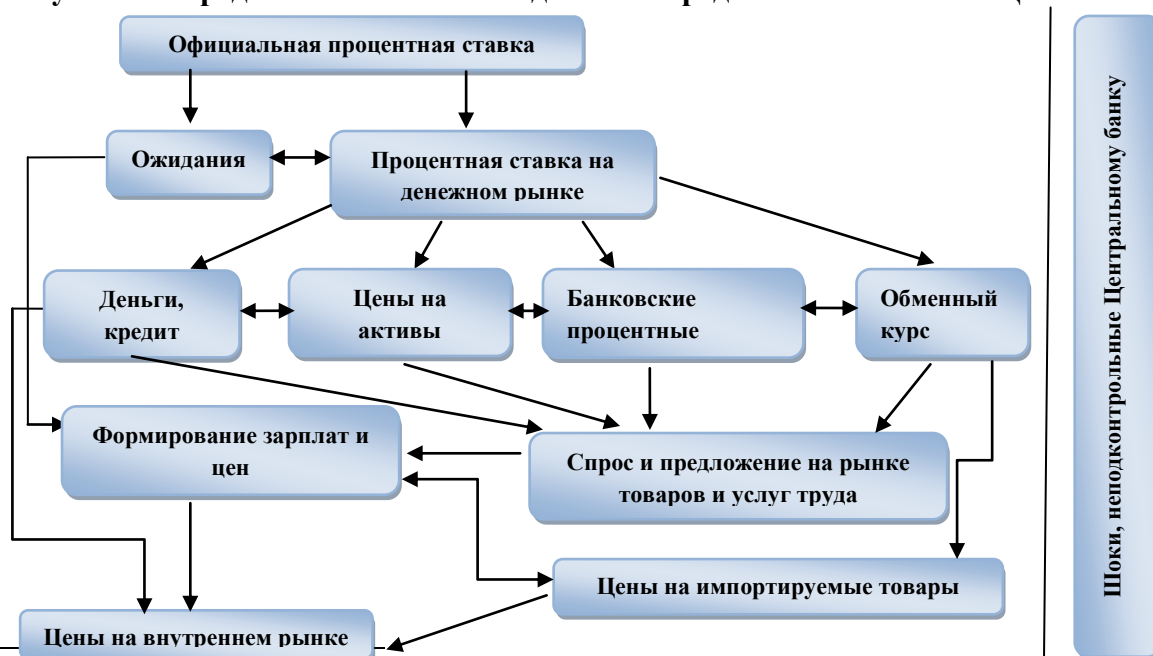 Официальная процентная ставка
Ожидания
Процентная ставка на
денежном рынке
Деньги,
кредит
Цены на
активы
Банковские
процентные
Обменный
курс
Формирование зарплат и
цен
Спрос и предложение на рынке
товаров и услуг труда
Цены на импортируемые товары
Цены на внутреннем рынке
Шоки, неподконтрольные Центральному банку